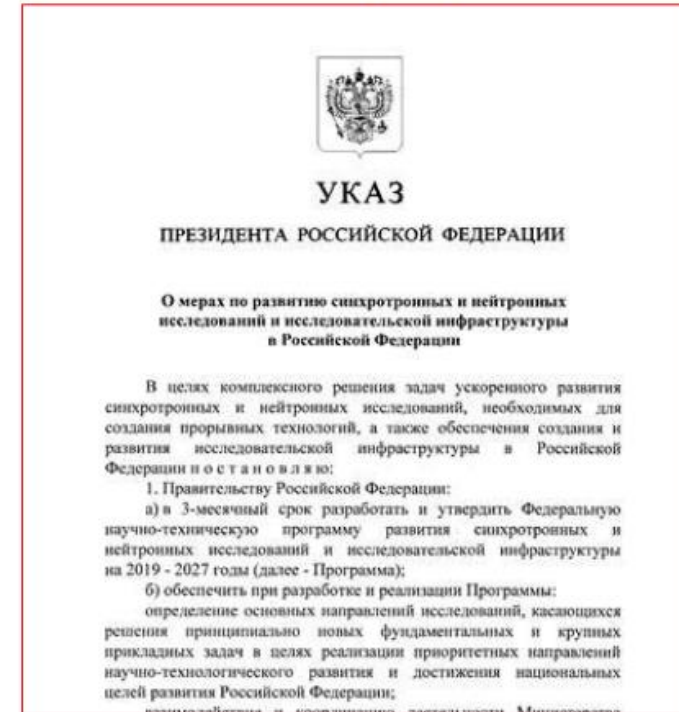 УКАЗ
ПРЕЗИДЕНТА РОССИЙСКОЙ ФЕДЕРАЦИИ
О мерах по развитию синхротронных и нейтронных
исследований и исследовательской инфраструктуры
в Российской Федерации
В целях комплексного решения задач ускоренного развития
синхротронных и нейтронных исследований, необходимых для
создания прорывных технологий, а также обеспечения создания и
развития исследовательской инфраструктуры в Российской
Федерации п о с т а н о в л я ю:
1. Правительству Российской Федерации:
а) в 3-месячный срок разработать и утвердить Федеральную
научно-техническую программу развития синхротронных и
нейтронных исследований и исследовательской инфраструктуры
на 2019 - 2027 годы (далее - Программа);
б) обеспечить при разработке и реализации Программы:
определение основных направлений исследований, касающихся
решения принципиально новых фундаментальных и крупных
прикладных задач в целях реализации приоритетных направлений
научно-технологического развития и достижения национальных
целей развития Российской Федерации;